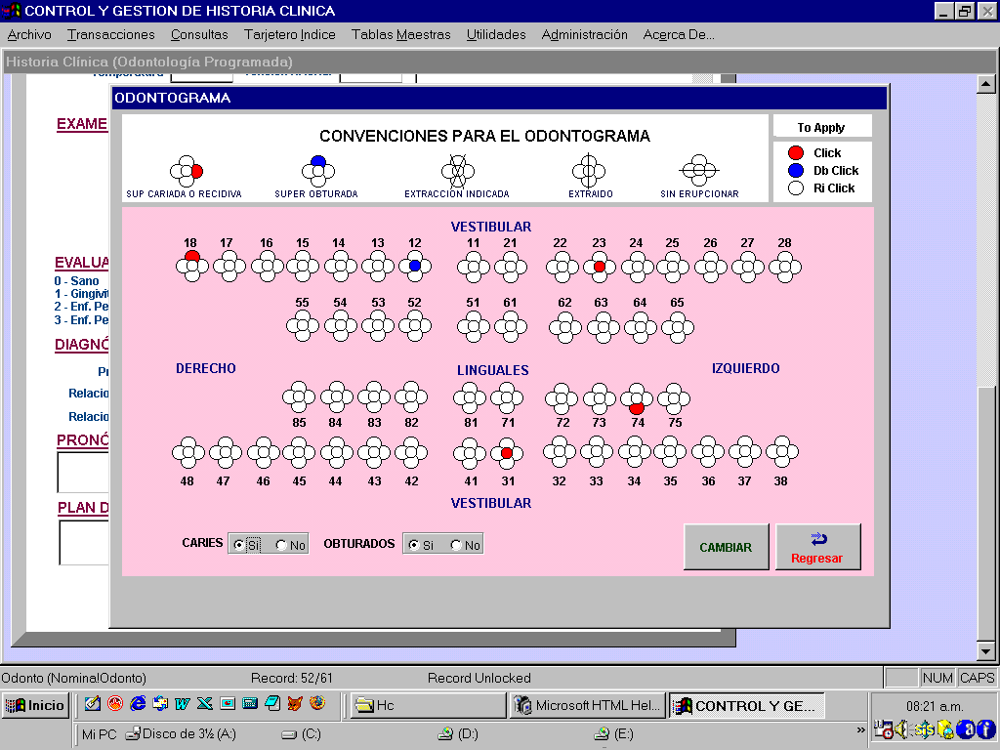 CONTROL Y GESTION DE HISTORIA CLINICA
Archivo Transacciones Consultas Tarjetero Indice Tablas Maestras Utilidades Administración Acerca De...
Historia Clínica (Odontología Programada)
ODONTOGRAMA
CONVENCIONES PARA EL ODONTOGRAMA
To Apply
Click
Db Click
Ri Click
SUP CARIADA O RECIDIVA SUPER OBTURADA EXTRACCIÓN INDICADA EXTRAIDO SIN ERUPCIONAR
EXAME
VESTIBULAR
18 17 16 15 14 13 12 11 21 22 23 24 25 26 27 28
EVALUA
0 - Sano
1 - Gingivit
2 - Enf. Pe
3 - Enf. Pe
55 54 53 52 51 61 62 63 64 65
DIAGNÓ
DERECHO LINGUALES IZQUIERDO
Pr
Relacio
Relacio
85 84 83 82 81 71 72 73 74 75
PRONÓ
48 47 46 45 44 43 42 41 31 32 33 34 35 36 37 38
VESTIBULAR
PLAN D
CARIES Si No OBTURADOS Si No
CAMBIAR
Regresar
Odonto (Nomina!Odonto) Record: 52/61 Record Unlocked NUM CAPS
Inicio Hc Microsoft HTML Hel... CONTROL Y GE... 08:21 a.m.
Mi PC Disco de 3½ (A:) (C:) (D:) (E:) »